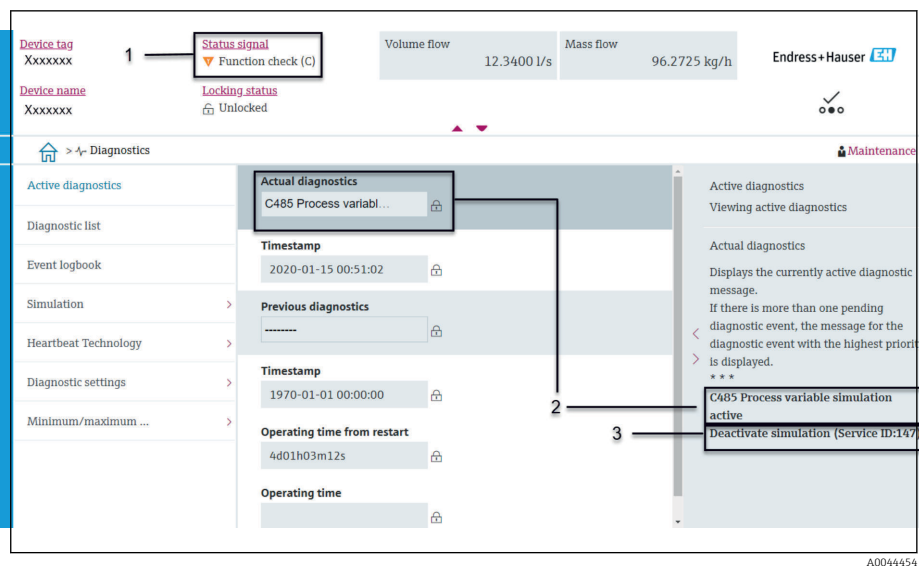 Device tag
Xxxxxxx
1
Status signal
Function check (C)
Volume flow
12.3400 l/s
Mass flow
96.2725 kg/h
Endress+Hauser EH
Device name
Xxxxxxx
Locking status
Unlocked
> Diagnostics
Maintenance
Active diagnostics
Diagnostic list
Event logbook
Simulation
Heartbeat Technology
Diagnostic settings
Minimum/maximum ...
Actual diagnostics
C485 Process variabl...
Timestamp
2020-01-15 00:51:02
Previous diagnostics
--------
Timestamp
1970-01-01 00:00:00
Operating time from restart
4d01h03m12s
Operating time
2
3
Active diagnostics
Viewing active diagnostics
Actual diagnostics
Displays the currently active diagnostic
message.
If there is more than one pending
diagnostic event, the message for the
diagnostic event with the highest priorit
is displayed.
* * *
C485 Process variable simulation
active
Deactivate simulation (Service ID:147)
A0044454